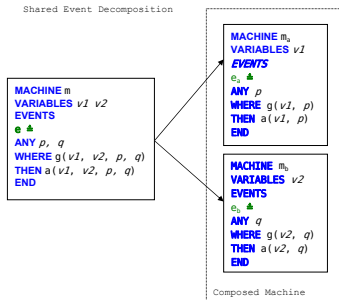 Shared Event Decomposition
MACHINE m
VARIABLES v1 v2
EVENTS
e ≙
ANY p, q
WHERE g(v1, v2, p, q)
THEN a(v1, v2, p, q)
END
MACHINE mₐ
VARIABLES v1
EVENTS
eₐ ≙
ANY p
WHERE g(v1, p)
THEN a(v1, p)
END
MACHINE m_b
VARIABLES v2
EVENTS
e_b ≙
ANY q
WHERE g(v2, q)
THEN a(v2, q)
END
Composed Machine